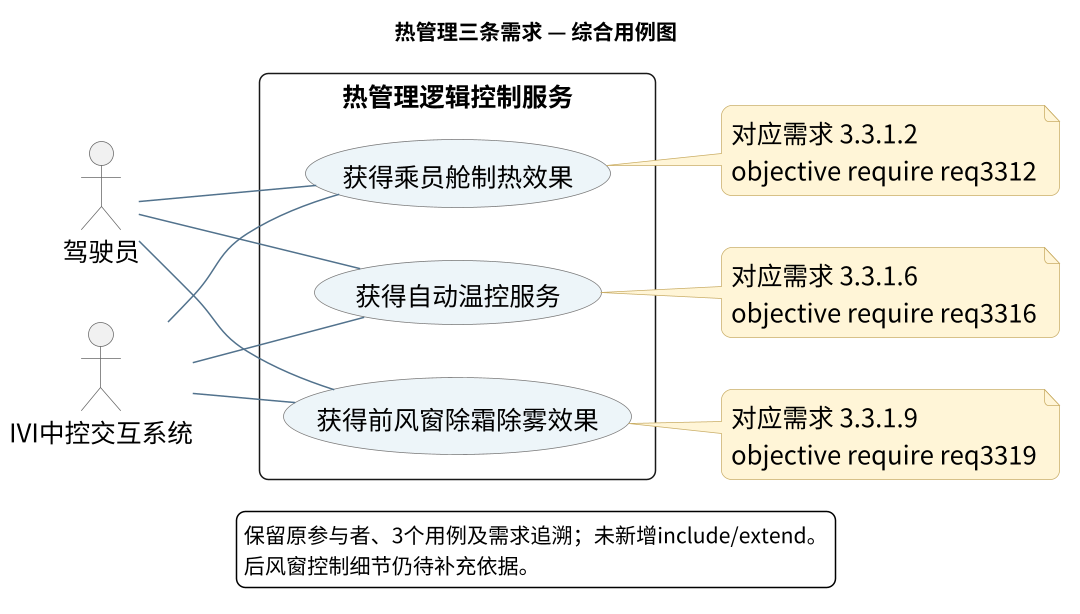 热管理三条需求 — 综合用例图
热管理逻辑控制服务
获得乘员舱制热效果
对应需求 3.3.1.2
objective require req3312
驾驶员
获得自动温控服务
对应需求 3.3.1.6
objective require req3316
IVI中控交互系统
获得前风窗除霜除雾效果
对应需求 3.3.1.9
objective require req3319
保留原参与者、3个用例及需求追溯；未新增include/extend。
后风窗控制细节仍待补充依据。